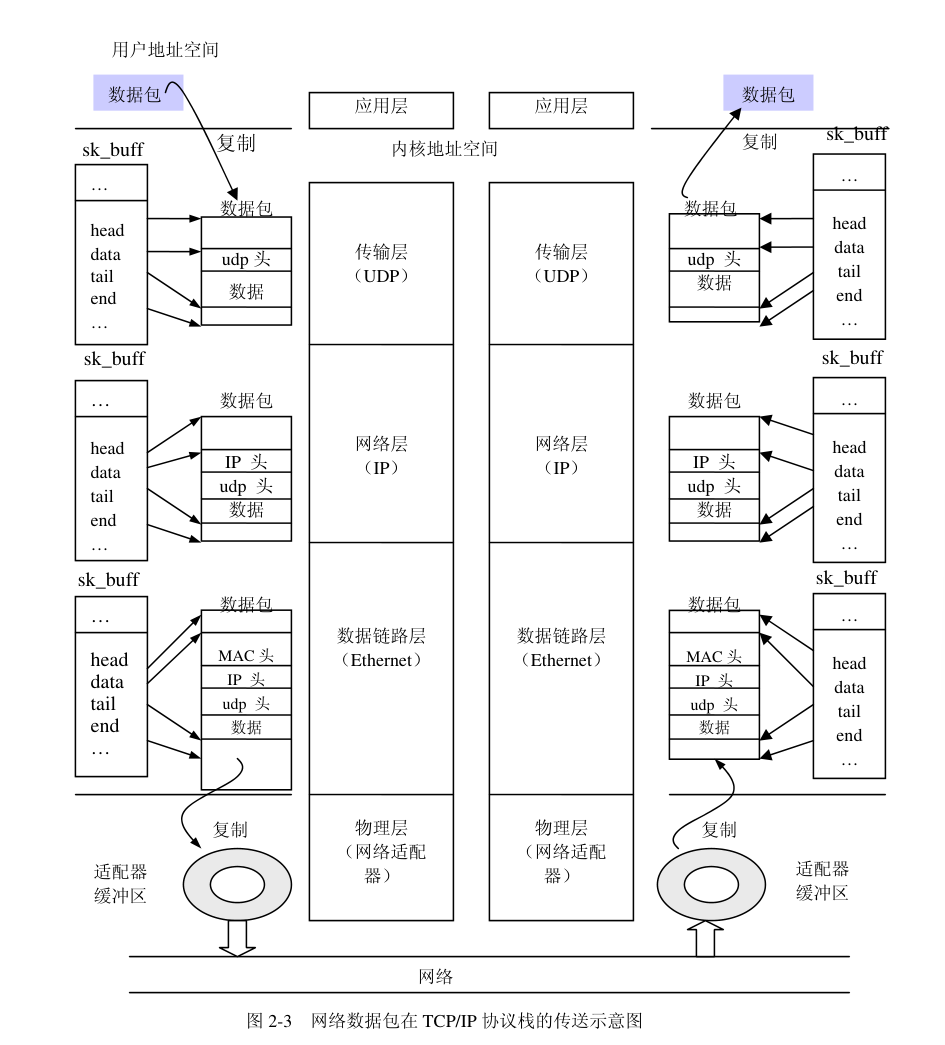 用户地址空间
数据包
应用层
应用层
数据包
复制
内核地址空间
复制
sk_buff
sk_buff
…
head
data
tail
end
…
数据包
udp 头
数据
传输层
（UDP）
传输层
（UDP）
数据包
udp 头
数据
…
head
data
tail
end
…
sk_buff
sk_buff
…
head
data
tail
end
…
数据包
IP 头
udp 头
数据
网络层
（IP）
网络层
（IP）
数据包
IP 头
udp 头
数据
…
head
data
tail
end
…
sk_buff
sk_buff
…
head
data
tail
end
…
数据包
MAC 头
IP 头
udp 头
数据
数据链路层
（Ethernet）
数据链路层
（Ethernet）
数据包
MAC 头
IP 头
udp 头
数据
…
head
data
tail
end
…
复制
物理层
（网络适配
器）
物理层
（网络适配
器）
复制
适配器
缓冲区
适配器
缓冲区
网络
图 2-3 网络数据包在 TCP/IP 协议栈的传送示意图